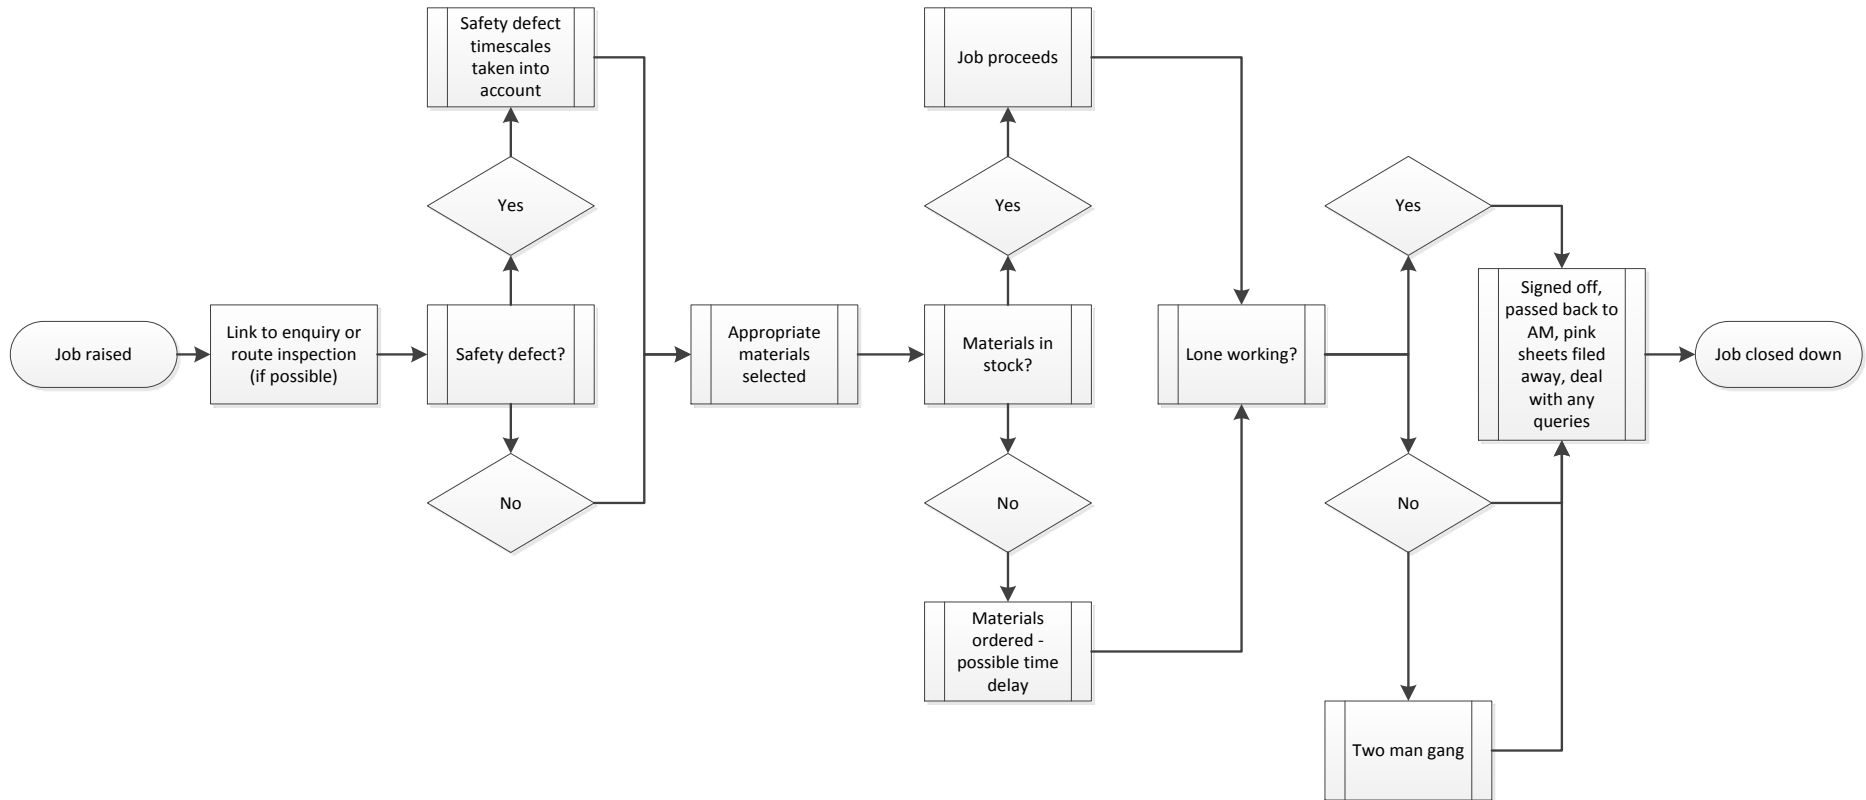 Safety defect
timescales
taken into
account
Job proceeds
Yes
Yes
Yes
Job raised
Link to enquiry or
route inspection
(if possible)
Safety defect?
Appropriate
materials
selected
Materials in
stock?
Lone working?
Signed off,
passed back to
AM, pink
sheets filed
away, deal
with any
queries
Job closed down
No
No
No
Materials
ordered -
possible time
delay
Two man gang